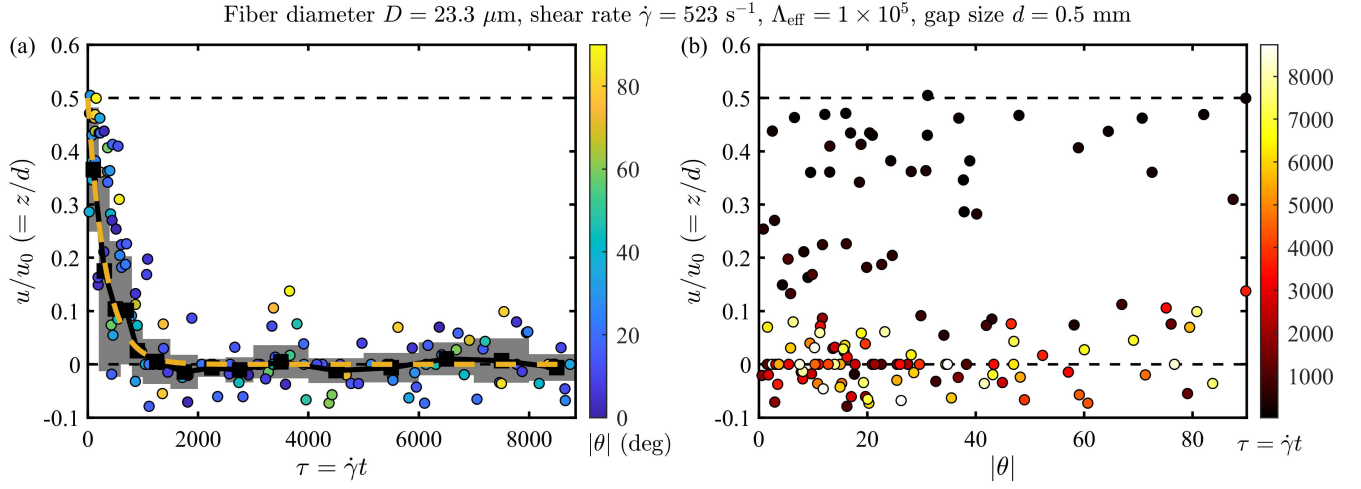 Fiber diameter D = 23.3 μm, shear rate γ̇ = 523 s⁻¹, Λ_eff = 1 × 10⁵, gap size d = 0.5 mm
(a)
u/u₀ (= z/d)
0.6
0.5
0.4
0.3
0.2
0.1
0
-0.1
0 2000 4000 6000 8000
τ = γ̇t
80
60
40
20
0
|θ| (deg)
(b)
u/u₀ (= z/d)
0.6
0.5
0.4
0.3
0.2
0.1
0
-0.1
0 20 40 60 80
|θ|
8000
7000
6000
5000
4000
3000
2000
1000
τ = γ̇t